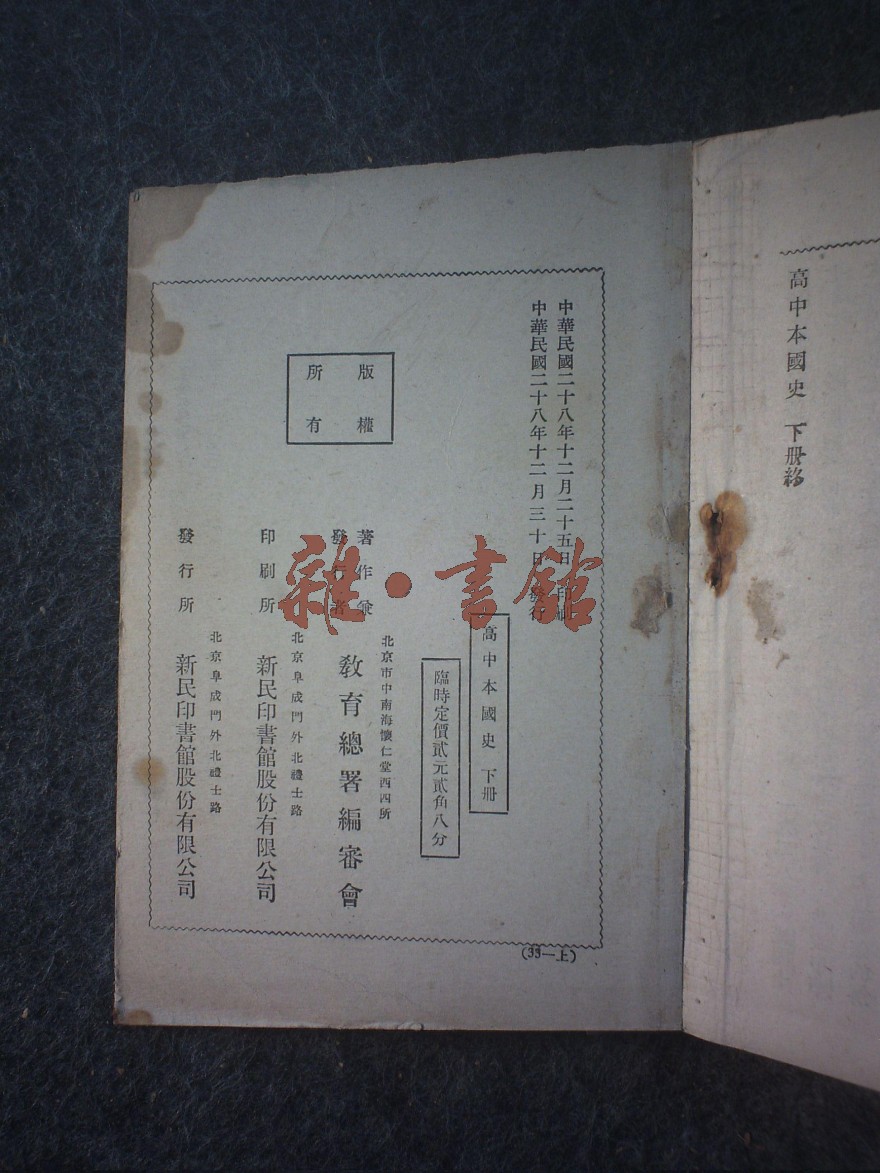 高中本國史 下册終
中華民國二十八年十二月二十五日 印刷
中華民國二十八年十二月三十日 發行
高中本國史 下册
臨時定價貳元貳角八分
版權
所有
北京市中南海懷仁堂西四所
著作兼
發行者
教育總署編審會
北京阜成門外北禮士路
印刷所 新民印書館股份有限公司
北京阜成門外北禮士路
發行所 新民印書館股份有限公司
(33—上)
雜·書館